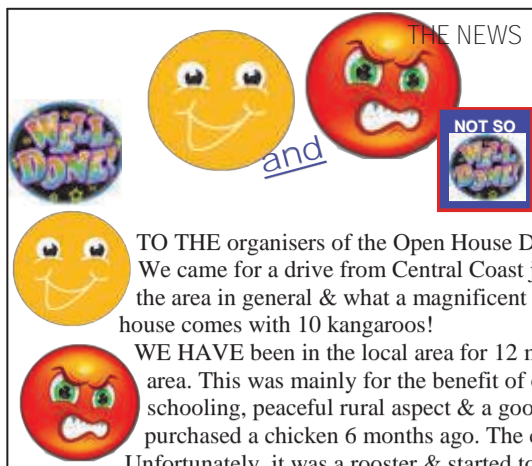 THE NEWS
WELL DONE!
and
NOT SO
WELL DONE!
TO THE organisers of the Open House D
We came for a drive from Central Coast j
the area in general & what a magnificent
house comes with 10 kangaroos!
WE HAVE been in the local area for 12 m
area. This was mainly for the benefit of
schooling, peaceful rural aspect & a goo
purchased a chicken 6 months ago. The
Unfortunately, it was a rooster & started to